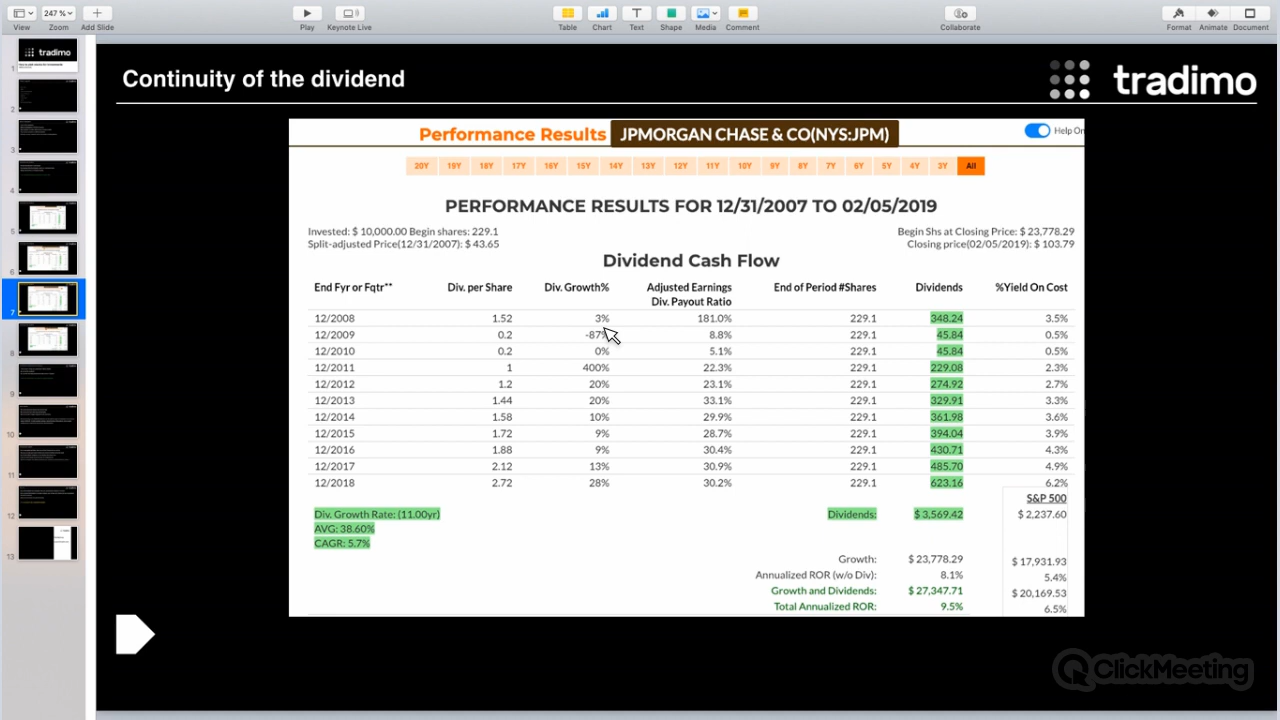 247 %
View
Zoom
Add Slide
Play
Keynote Live
Table
Chart
Text
Shape
Media
Comment
Collaborate
Format
Animate
Document
tradimo
1
2
3
4
5
6
7
8
9
10
11
12
13
Continuity of the dividend
tradimo
Performance Results JPMORGAN CHASE & CO(NYS:JPM)
Help On
20Y 19Y 17Y 16Y 15Y 14Y 13Y 12Y 11Y 10Y 9Y 8Y 7Y 6Y 5Y 4Y 3Y All
PERFORMANCE RESULTS FOR 12/31/2007 TO 02/05/2019
Invested: $ 10,000.00 Begin shares: 229.1 Begin Shs at Closing Price: $ 23,778.29
Split-adjusted Price(12/31/2007): $ 43.65 Closing price(02/05/2019): $ 103.79
Dividend Cash Flow
End Fyr or Fqtr** Div. per Share Div. Growth% Adjusted Earnings End of Period #Shares Dividends %Yield On Cost
Div. Payout Ratio
12/2008 1.52 3% 181.0% 229.1 348.24 3.5%
12/2009 0.2 -87% 8.8% 229.1 45.84 0.5%
12/2010 0.2 0% 5.1% 229.1 45.84 0.5%
12/2011 1 400% 22.3% 229.1 229.08 2.3%
12/2012 1.2 20% 23.1% 229.1 274.92 2.7%
12/2013 1.44 20% 33.1% 229.1 329.91 3.3%
12/2014 1.58 10% 29.9% 229.1 361.98 3.6%
12/2015 1.72 9% 28.7% 229.1 394.04 3.9%
12/2016 1.88 9% 30.4% 229.1 430.71 4.3%
12/2017 2.12 13% 30.9% 229.1 485.70 4.9%
12/2018 2.72 28% 30.2% 229.1 623.16 6.2%
S&P 500
Div. Growth Rate: (11.00yr) Dividends: $ 3,569.42 $ 2,237.60
AVG: 38.60%
CAGR: 5.7%
Growth: $ 23,778.29 $ 17,931.93
Annualized ROR (w/o Div): 8.1% 5.4%
Growth and Dividends: $ 27,347.71 $ 20,169.53
Total Annualized ROR: 9.5% 6.5%
ClickMeeting